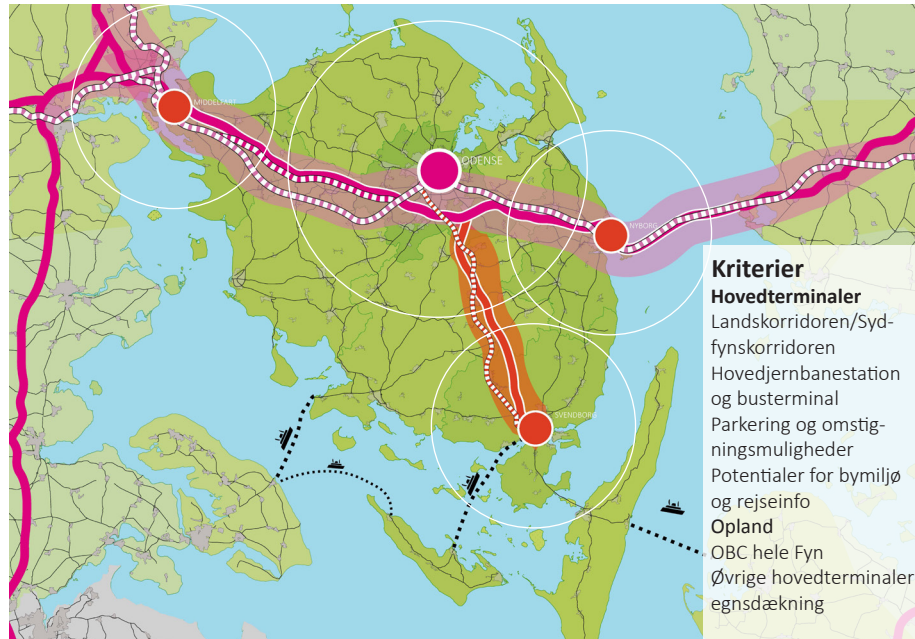 MIDDELFART
ODENSE
NYBORG
SVENDBORG
Kriterier
Hovedterminaler
Landskorridoren/Syd-
fynskorridoren
Hovedjernbanestation
og busterminal
Parkering og omstig-
ningsmuligheder
Potentialer for bymiljø
og rejseinfo
Opland
OBC hele Fyn
Øvrige hovedterminaler
egnsdækning